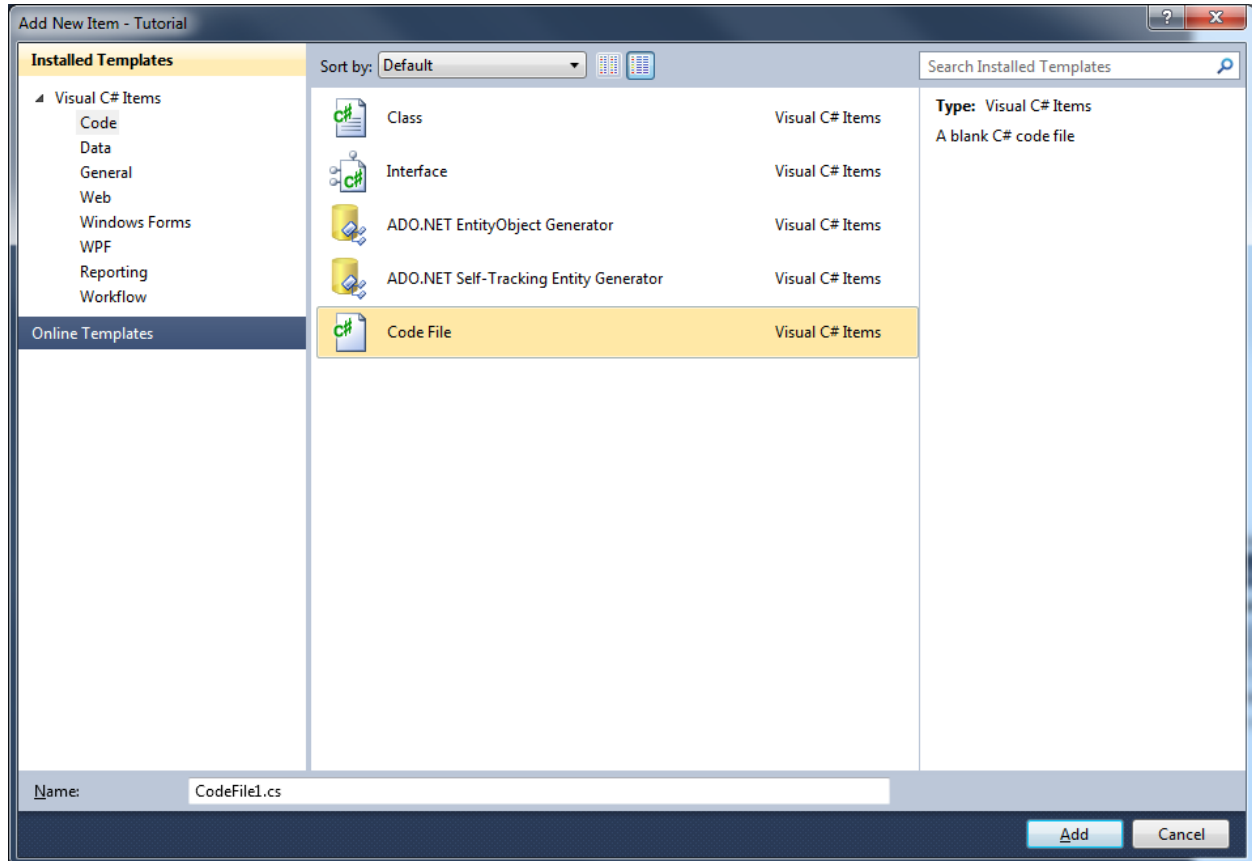 Add New Item - Tutorial
?
X
Installed Templates
Visual C# Items
Code
Data
General
Web
Windows Forms
WPF
Reporting
Workflow
Online Templates
Sort by: Default
C# Class Visual C# Items
C# Interface Visual C# Items
ADO.NET EntityObject Generator Visual C# Items
ADO.NET Self-Tracking Entity Generator Visual C# Items
C# Code File Visual C# Items
Search Installed Templates
Type: Visual C# Items
A blank C# code file
Name: CodeFile1.cs
Add
Cancel